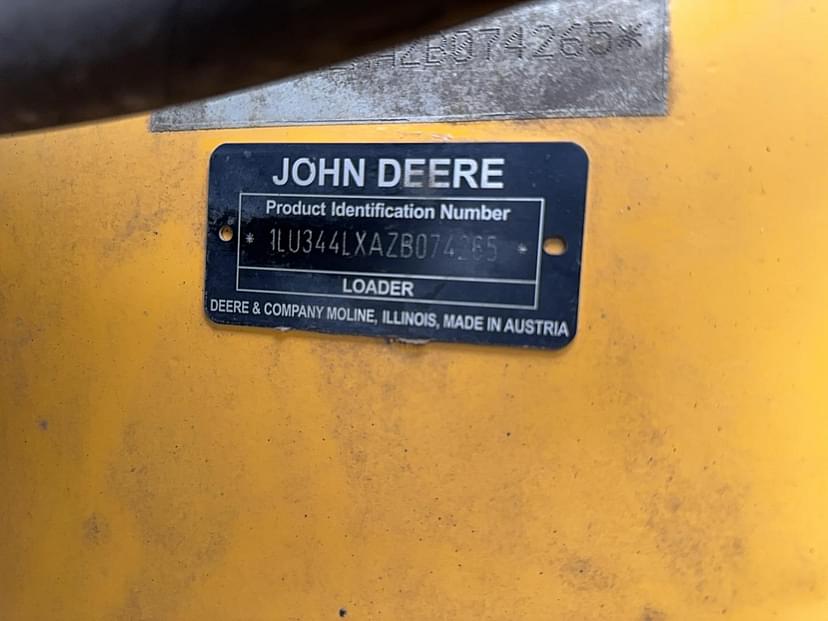 AZB074265*
JOHN DEERE
Product Identification Number
* 1LU344LXAZB074265 *
LOADER
DEERE & COMPANY MOLINE, ILLINOIS, MADE IN AUSTRIA